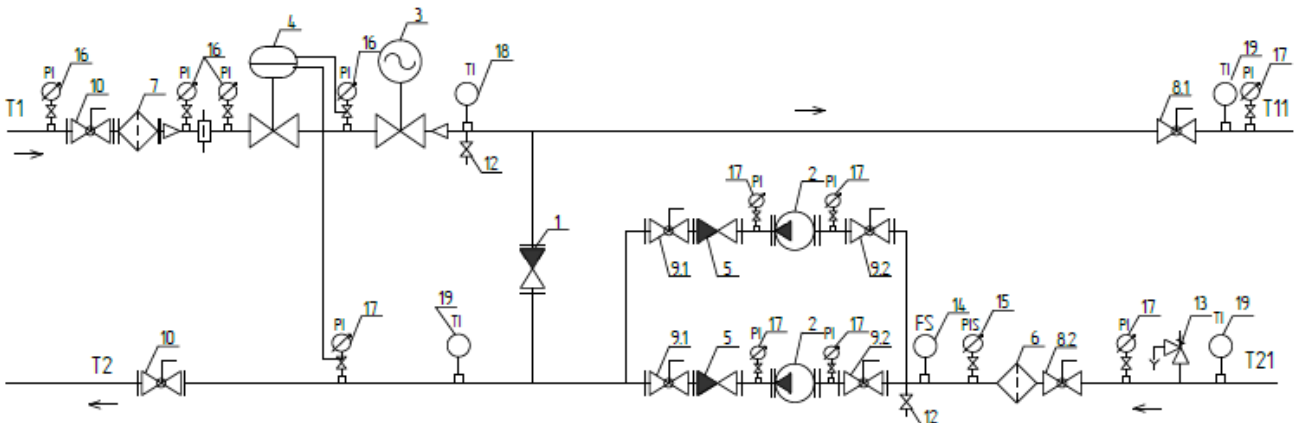 4 3
16 16 16 18 19 17
PI 10 7 PI PI PI TI 8.1 TI PI
T1 T11
12
17 PI 2 PI 17
1
9.1 5 9.2
17 19 17 2 17 14 15 17 13 19
PI TI 9.1 5 PI PI 9.2 FS PIS 6 8.2 PI TI
10
T2 T21
12